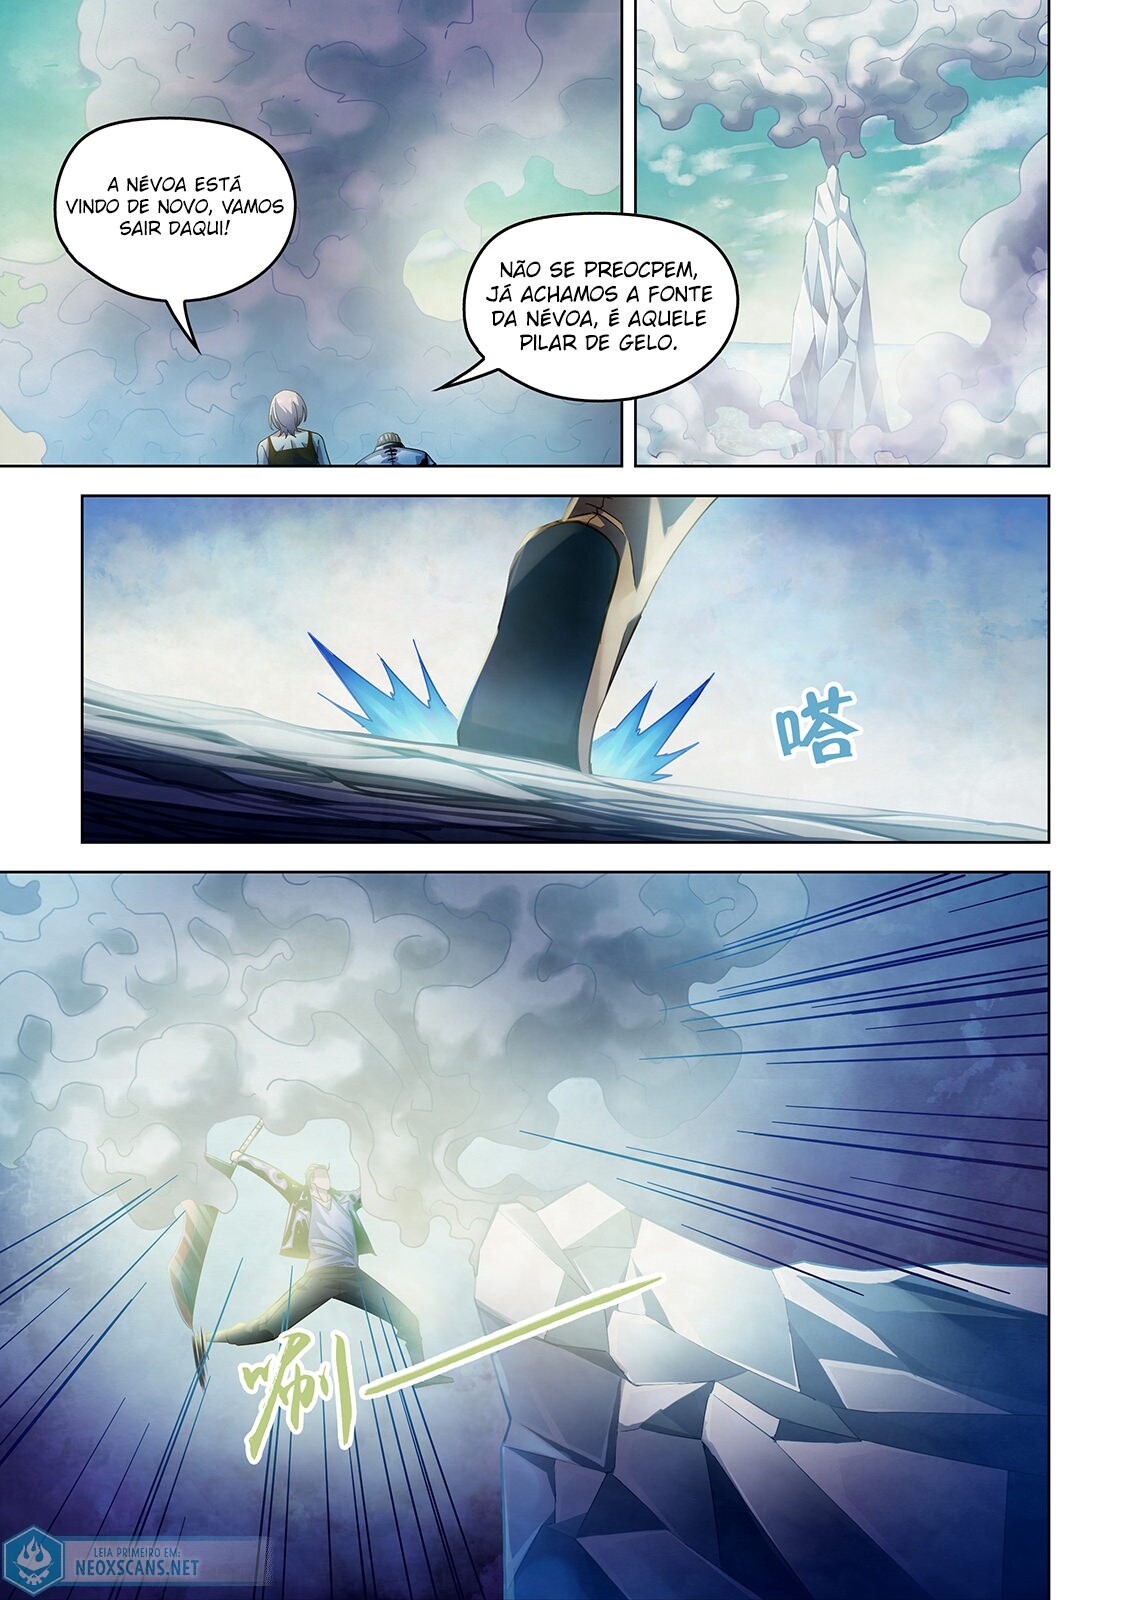 A NÉVOA ESTÁ
VINDO DE NOVO, VAMOS
SAIR DAQUI!
NÃO SE PREOCPEM,
JÁ ACHAMOS A FONTE
DA NÉVOA, É AQUELE
PILAR DE GELO.
嗒
唰
LEIA PRIMEIRO EM:
NEOXSCANS.NET